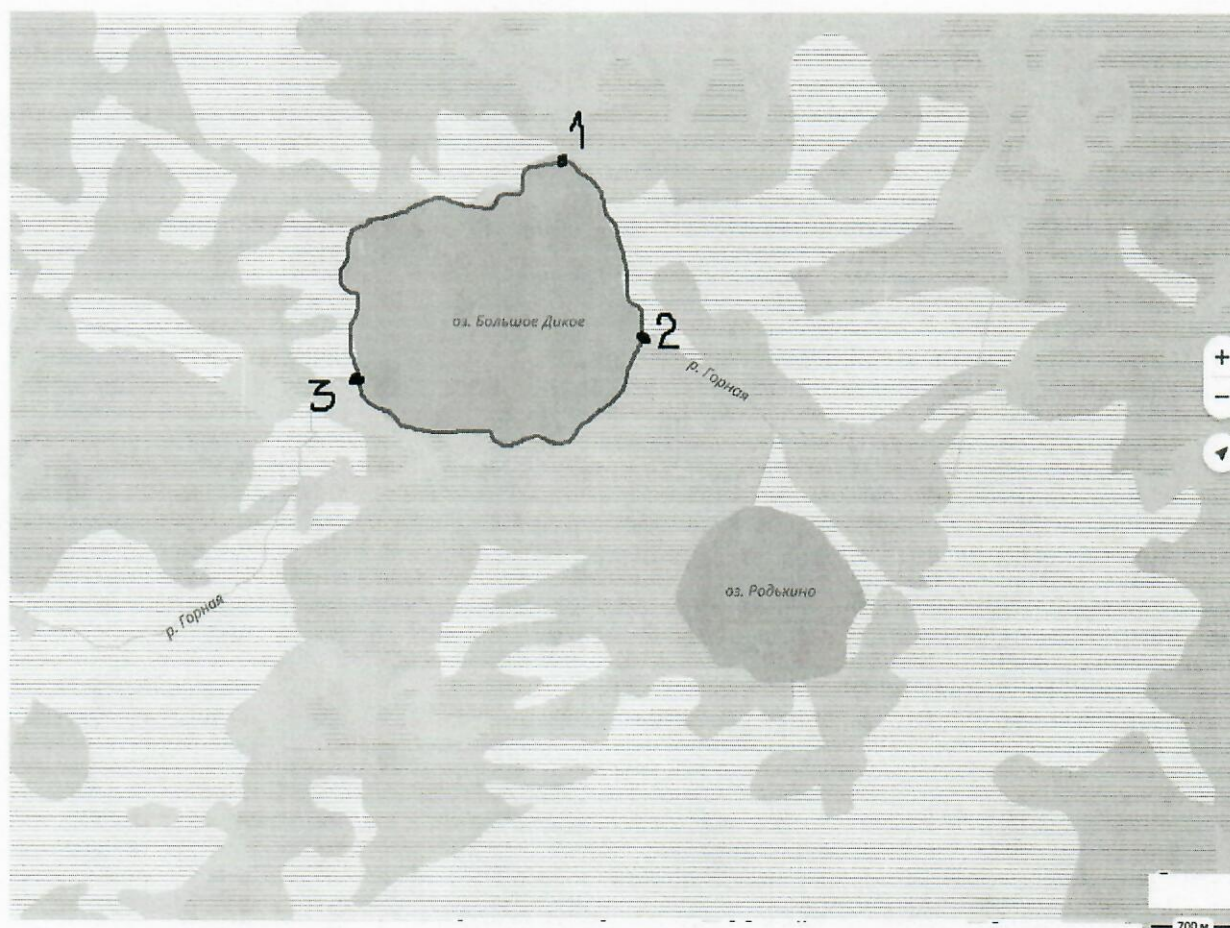 1
оз. Большое Дикое
2
р. Горная
3
оз. Родькино
р. Горная
+
−
700 м